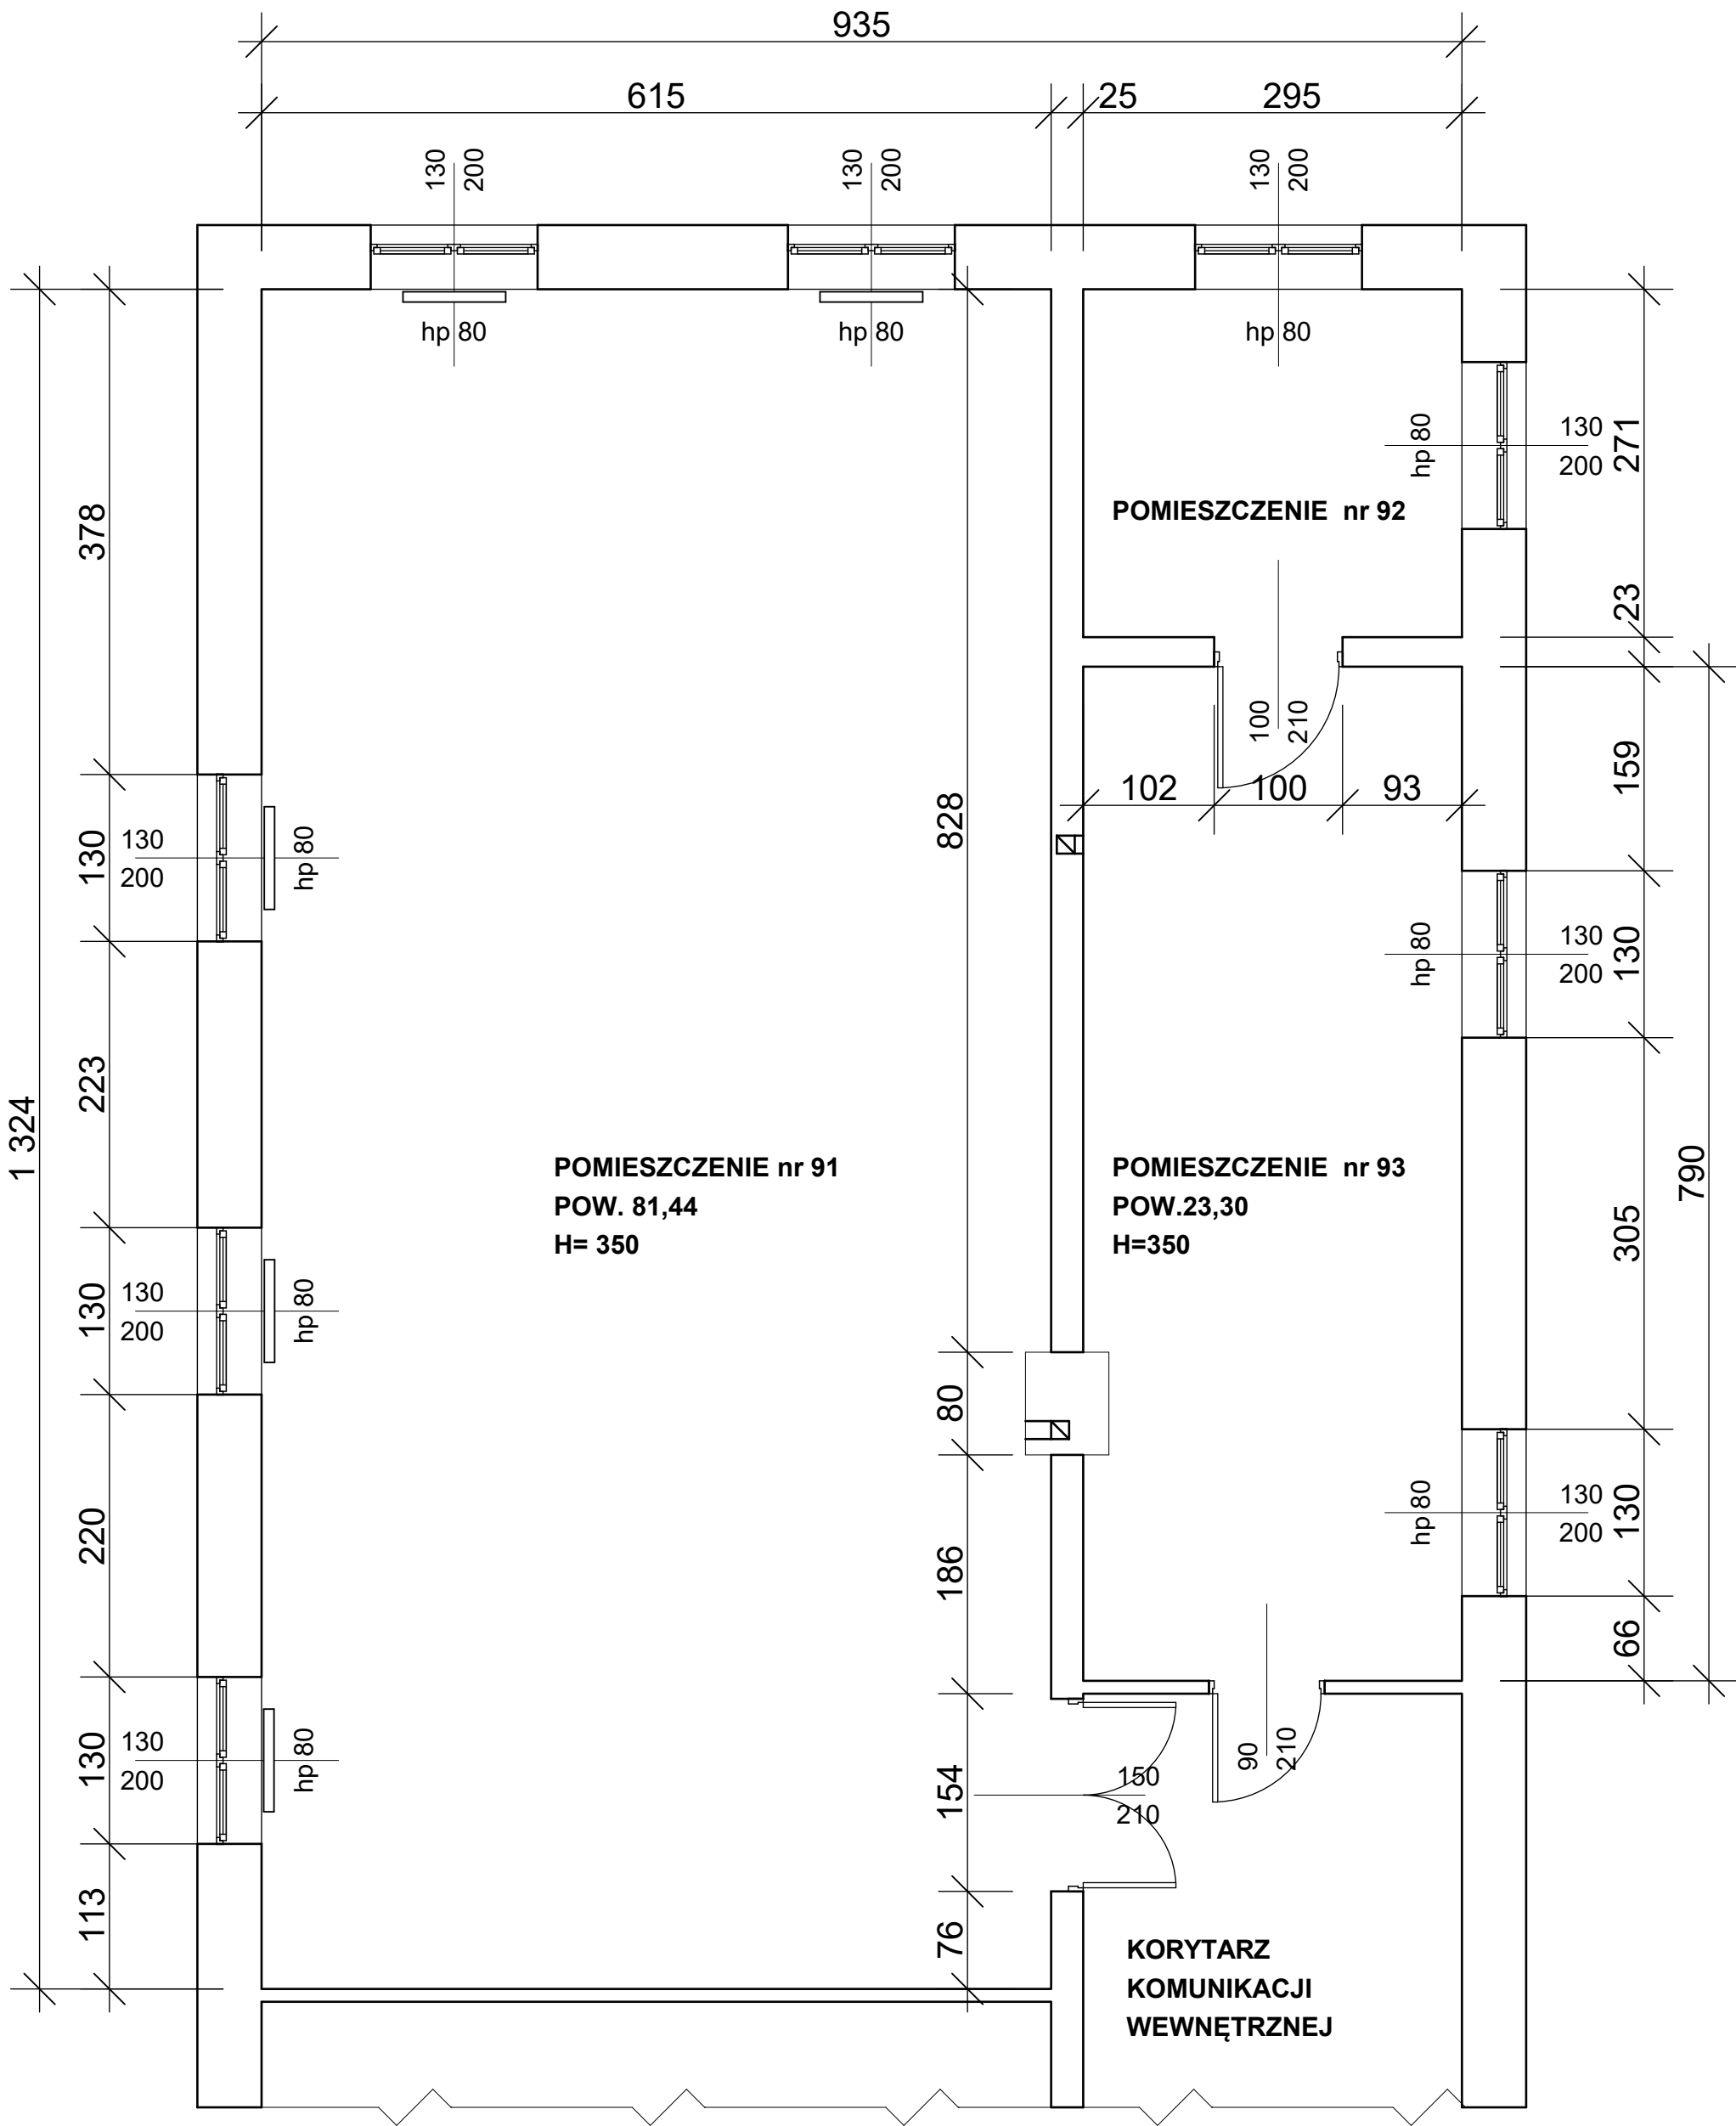 935
615
25
295
130
200
130
200
130
200
hp 80
hp 80
hp 80
hp 80
130
200
271
POMIESZCZENIE  nr 92
378
23
100
210
159
102
100
93
828
130
130
200
hp 80
hp 80
130
200
130
223
1 324
POMIESZCZENIE nr 91
POW. 81,44
H= 350
POMIESZCZENIE  nr 93
POW.23,30
H=350
790
305
130
130
200
hp 80
80
hp 80
130
200
130
220
186
66
130
130
200
hp 80
154
150
210
90
210
113
76
KORYTARZ
KOMUNIKACJI
WEWNĘTRZNEJ